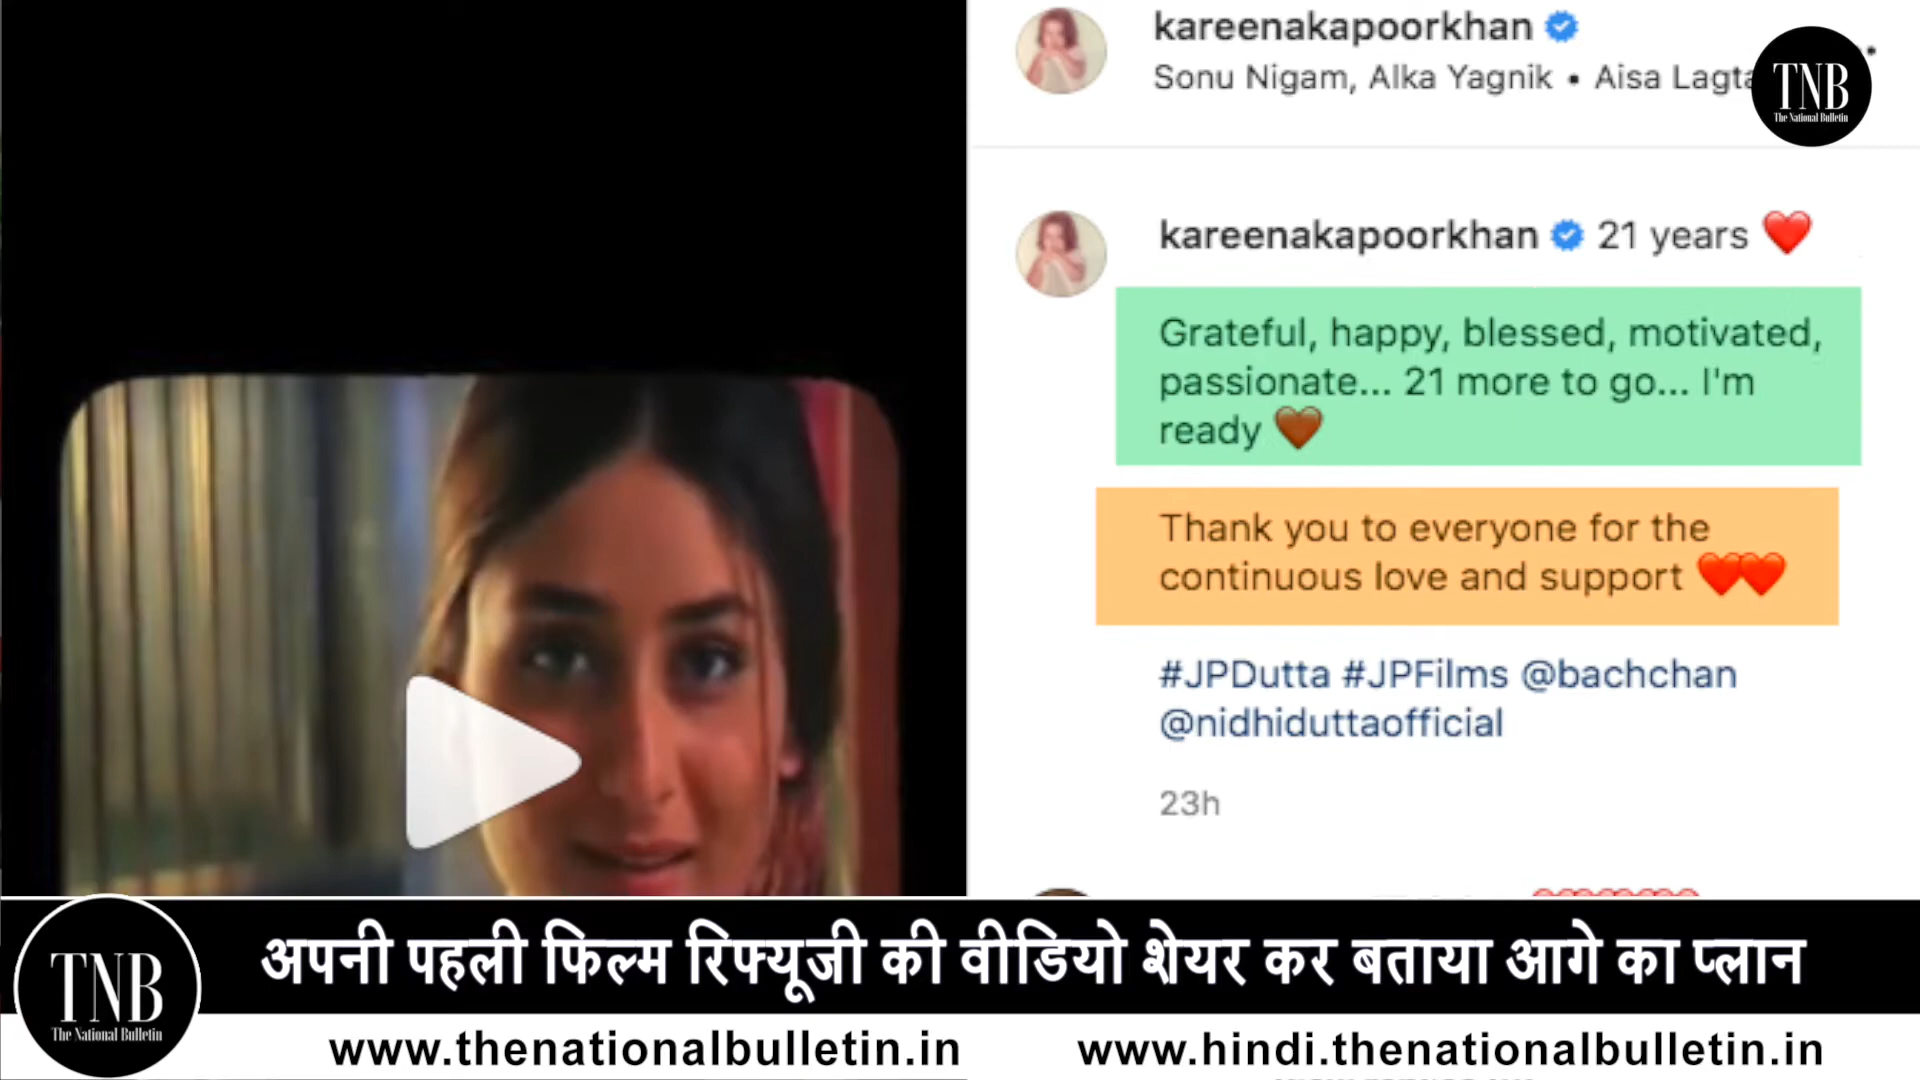 kareenakapoorkhan
Sonu Nigam, Alka Yagnik • Aisa Lagta
TNB
The National Bulletin
kareenakapoorkhan 21 years ❤️
Grateful, happy, blessed, motivated,
passionate... 21 more to go... I'm
ready 🤎
Thank you to everyone for the
continuous love and support ❤️❤️
#JPDutta #JPFilms @bachchan
@nidhiduttaofficial
23h
अपनी पहली फिल्म रिफ्यूजी की वीडियो शेयर कर बताया आगे का प्लान
TNB
The National Bulletin
www.thenationalbulletin.in
www.hindi.thenationalbulletin.in